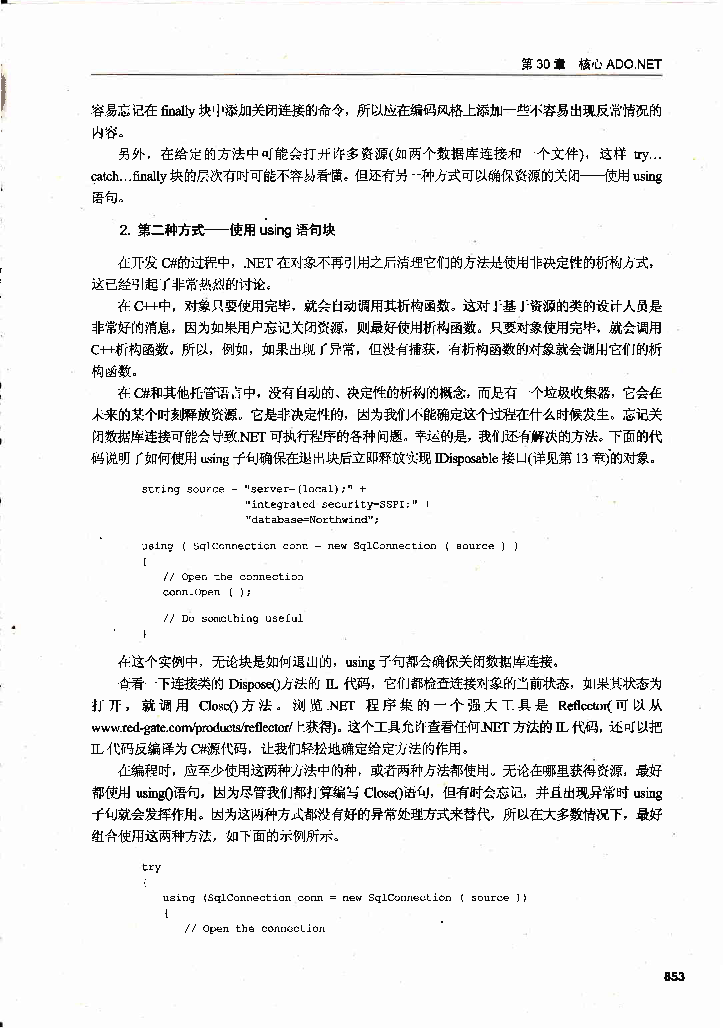 第 30 章 核心 ADO.NET
容易忘记在 finally 块中添加关闭连接的命令，所以应在编码风格上添加一些不容易出现反常情况的
内容。
另外，在给定的方法中可能会打开许多资源(如两个数据库连接和一个文件)，这样 try…
catch…finally 块的层次有时可能不容易看懂。但还有另一种方式可以确保资源的关闭——使用 using
语句。
2. 第二种方式——使用 using 语句块
在开发 C#的过程中，.NET 在对象不再引用之后清理它们的方法是使用非决定性的析构方式，
这已经引起了非常热烈的讨论。
在 C++中，对象只要使用完毕，就会自动调用其析构函数。这对于基于资源的类的设计人员是
非常好的消息，因为如果用户忘记关闭资源，则最好使用析构函数。只要对象使用完毕，就会调用
C++析构函数。所以，例如，如果出现了异常，但没有捕获，有析构函数的对象就会调用它们的析
构函数。
在 C#和其他托管语言中，没有自动的、决定性的析构的概念，而是有一个垃圾收集器，它会在
未来的某个时刻释放资源。它是非决定性的，因为我们不能确定这个过程在什么时候发生。忘记关
闭数据库连接可能会导致.NET 可执行程序的各种问题。幸运的是，我们还有解决的方法。下面的代
码说明了如何使用 using 子句确保在退出块后立即释放实现 IDisposable 接口(详见第 13 章)的对象。
string source = "server=(local);" +
"integrated security=SSPI;" +
"database=Northwind";
using ( SqlConnection conn = new SqlConnection ( source ) )
{
// Open the connection
conn.Open ( );
// Do something useful
}
在这个实例中，无论块是如何退出的，using 子句都会确保关闭数据库连接。
查看一下连接类的 Dispose()方法的 IL 代码，它们都检查连接对象的当前状态，如果其状态为
打开，就调用 Close()方法。浏览.NET 程序集的一个强大工具是 Reflector(可以从
www.red-gate.com/products/reflector/上获得)。这个工具允许查看任何.NET 方法的 IL 代码，还可以把
IL 代码反编译为 C#源代码，让我们轻松地确定给定方法的作用。
在编程时，应至少使用这两种方法中的种，或者两种方法都使用。无论在哪里获得资源，最好
都使用 using()语句，因为尽管我们都打算编写 Close()语句，但有时会忘记，并且出现异常时 using
子句就会发挥作用。因为这两种方式都没有好的异常处理方式来替代，所以在大多数情况下，最好
组合使用这两种方法，如下面的示例所示。
try
{
using (SqlConnection conn = new SqlConnection ( source ))
{
// Open the connection
853